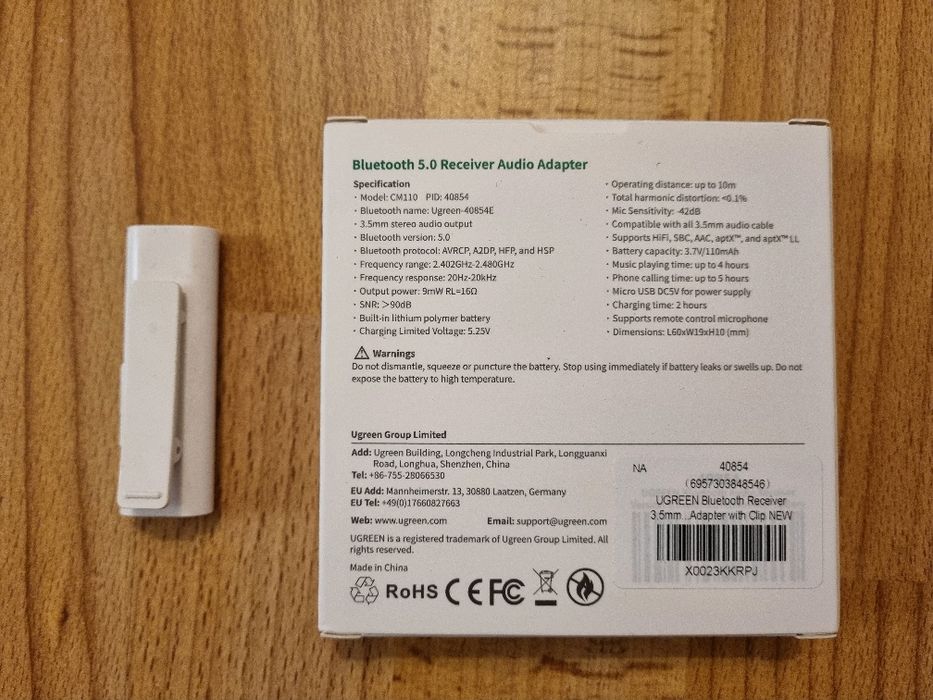 Bluetooth 5.0 Receiver Audio Adapter
Specification
· Model: CM110 PID: 40854
· Bluetooth name: Ugreen-40854E
· 3.5mm stereo audio output
· Bluetooth version: 5.0
· Bluetooth protocol: AVRCP, A2DP, HFP, and HSP
· Frequency range: 2.402GHz-2.480GHz
· Frequency response: 20Hz-20kHz
· Output power: 9mW RL=16Ω
· SNR: >90dB
· Built-in lithium polymer battery
· Charging Limited Voltage: 5.25V
· Operating distance: up to 10m
· Total harmonic distortion: <0.1%
· Mic Sensitivity: -42dB
· Compatible with all 3.5mm audio cable
· Supports HiFi, SBC, AAC, aptX™, and aptX™ LL
· Battery capacity: 3.7V/110mAh
· Music playing time: up to 4 hours
· Phone calling time: up to 5 hours
· Micro USB DC5V for power supply
· Charging time: 2 hours
· Supports remote control microphone
· Dimensions: L60xW19xH10 (mm)
Warnings
Do not dismantle, squeeze or puncture the battery. Stop using immediately if battery leaks or swells up. Do not
expose the battery to high temperature.
Ugreen Group Limited
Add: Ugreen Building, Longcheng Industrial Park, Longguanxi
Road, Longhua, Shenzhen, China
Tel: +86-755-28066530
EU Add: Mannheimerstr. 13, 30880 Laatzen, Germany
EU Tel: +49(0)17660827663
Web: www.ugreen.com Email: support@ugreen.com
UGREEN is a registered trademark of Ugreen Group Limited. All
rights reserved.
Made in China
RoHS CE FC
NA 40854
(6957303848546)
UGREEN Bluetooth Receiver
3.5mm...Adapter with Clip NEW
X0023KKRPJ